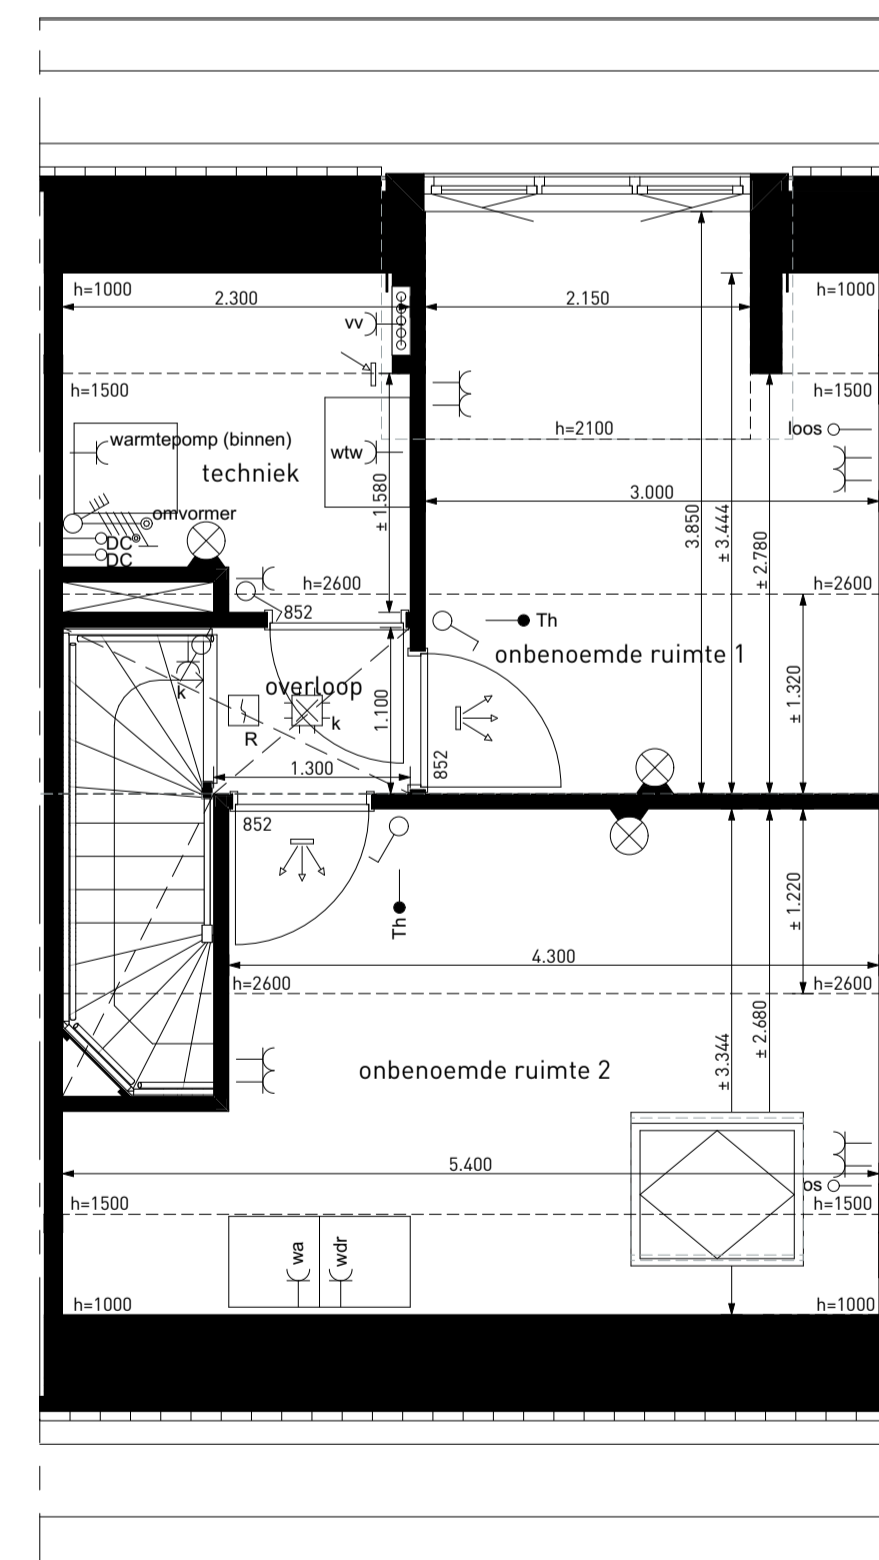 h=1000
h=1000
2.300
2.150
vv
h=1500
h=1500
h=2100
loos
warmtepomp (binnen)
wtw
techniek
± 1.580
3.000
3.850
± 3.444
± 2.780
omvormer
DC
DC
h=2600
h=2600
852
Th
onbenoemde ruimte 1
overloop
k
k
R
1.100
± 1.320
1.300
852
852
± 1.220
Th
4.300
h=2600
h=2600
± 3.344
± 2.680
onbenoemde ruimte 2
5.400
os
h=1500
h=1500
wa
wdr
h=1000
h=1000